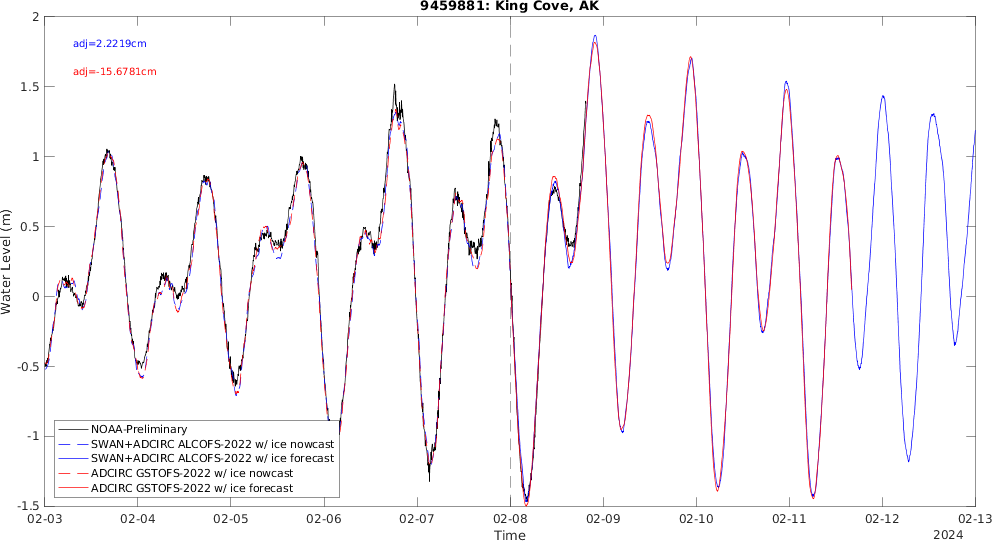 9459881: King Cove, AK
adj=2.2219cm
adj=-15.6781cm
2
1.5
1
0.5
0
-0.5
-1
-1.5
Water Level (m)
NOAA-Preliminary
SWAN+ADCIRC ALCOFS-2022 w/ ice nowcast
SWAN+ADCIRC ALCOFS-2022 w/ ice forecast
ADCIRC GSTOFS-2022 w/ ice nowcast
ADCIRC GSTOFS-2022 w/ ice forecast
02-03 02-04 02-05 02-06 02-07 02-08 02-09 02-10 02-11 02-12 02-13
Time
2024